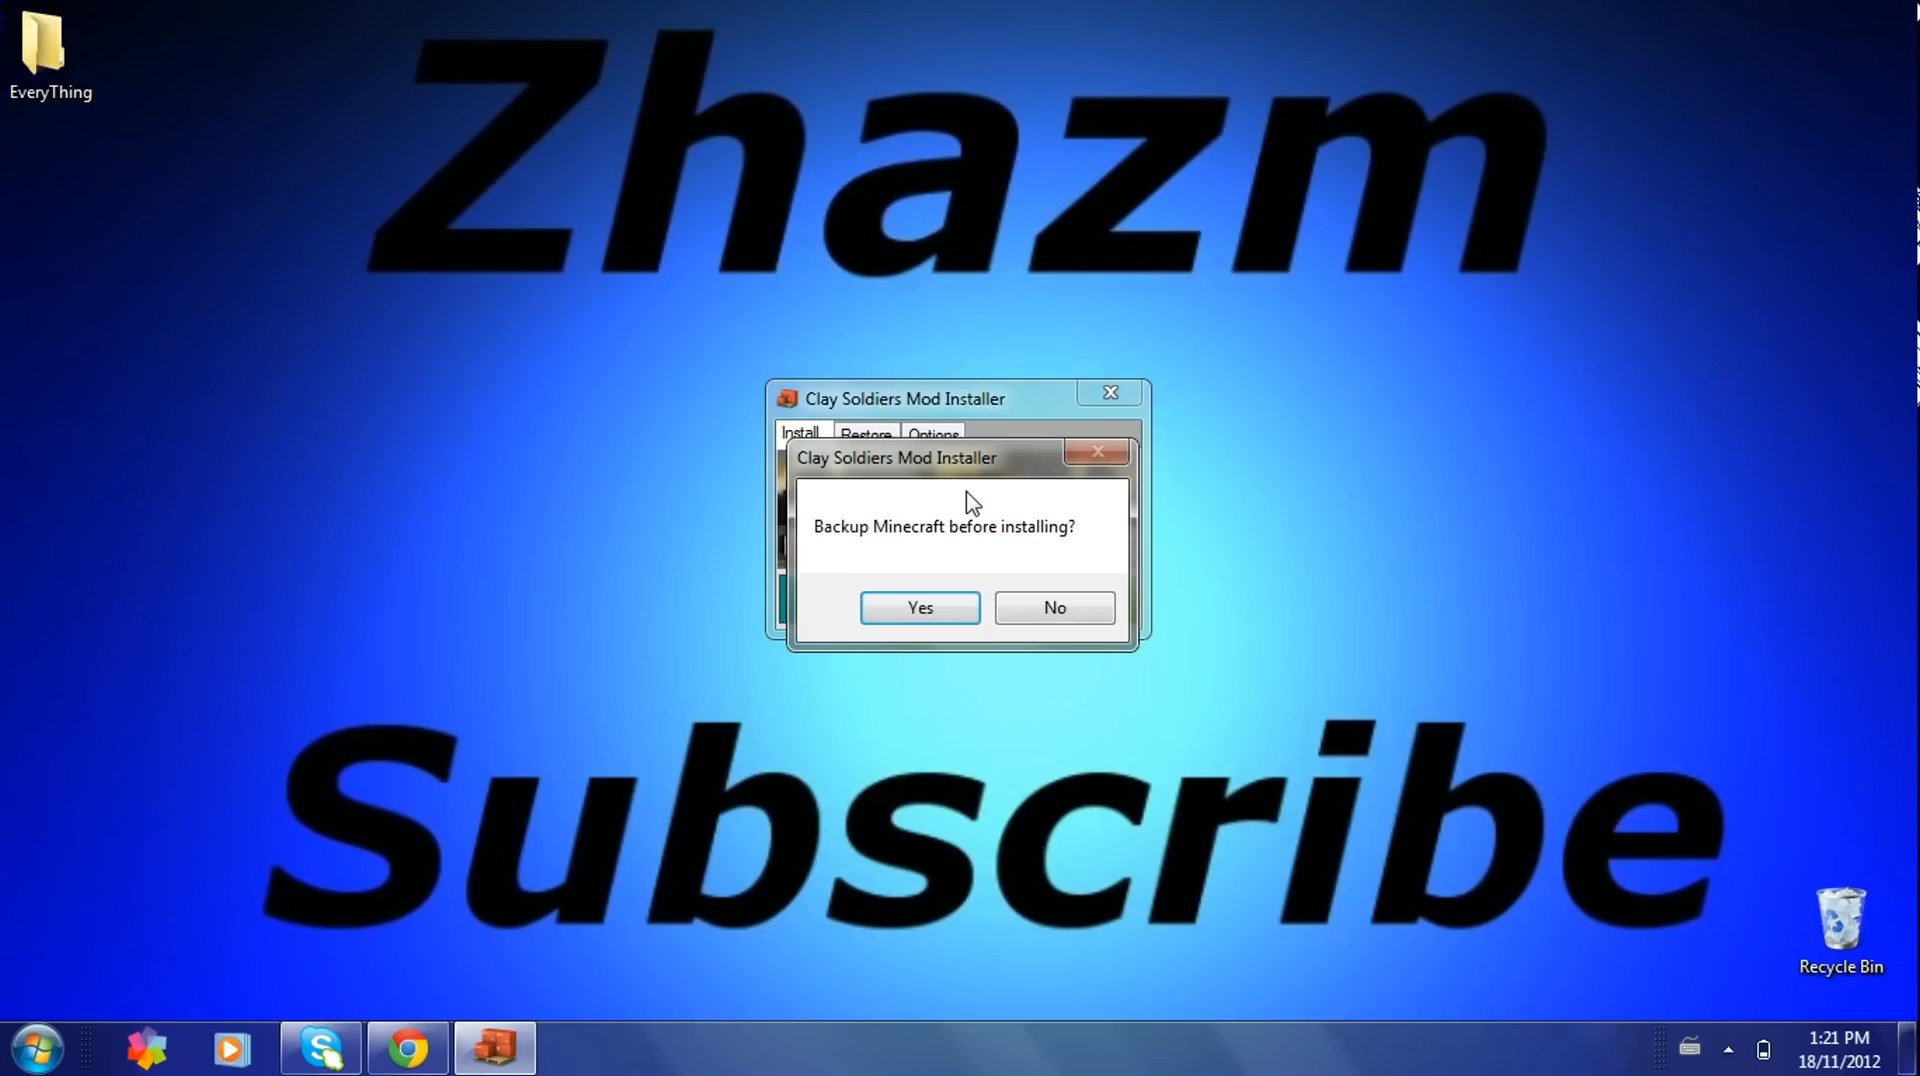 EveryThing
Zhazm
Clay Soldiers Mod Installer
Install Restore Options
Clay Soldiers Mod Installer
Backup Minecraft before installing?
Yes No
Subscribe
Recycle Bin
1:21 PM
18/11/2012